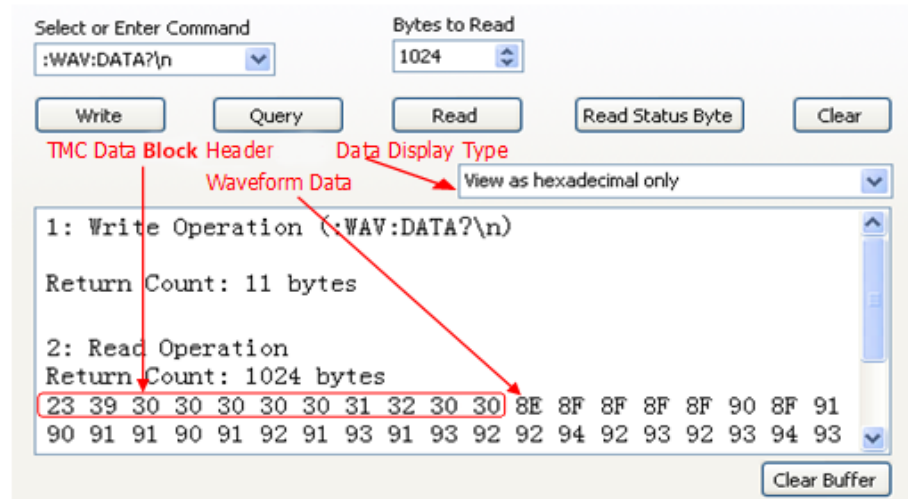 Select or Enter Command
Bytes to Read
:WAV:DATA?\n
1024
Write
Query
Read
Read Status Byte
Clear
TMC Data Block Header
Data Display Type
Waveform Data
View as hexadecimal only
1: Write Operation (:WAV:DATA?\n)
Return Count: 11 bytes
2: Read Operation
Return Count: 1024 bytes
23 39 30 30 30 30 30 31 32 30 30 8E 8F 8F 8F 8F 90 8F 91
90 91 91 90 91 92 91 93 91 93 92 92 94 92 93 92 93 94 93
Clear Buffer